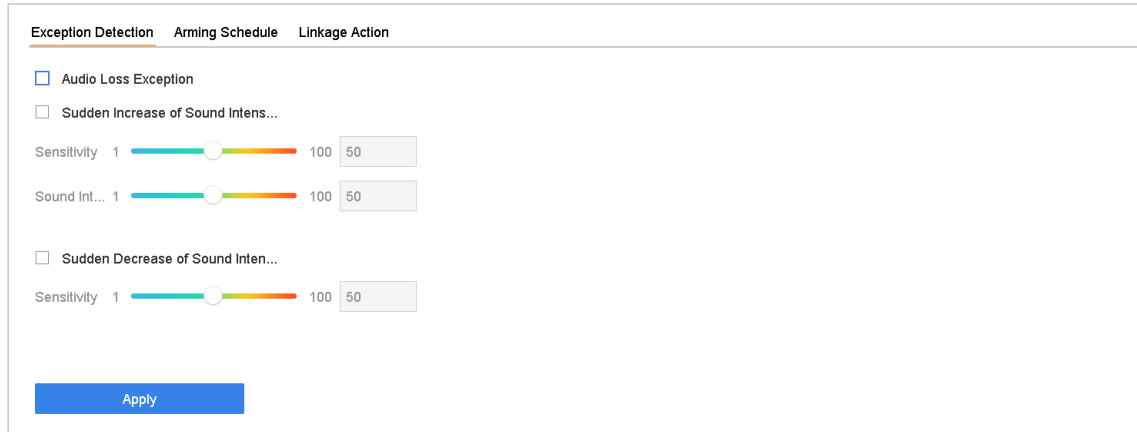 Exception Detection Arming Schedule Linkage Action
Audio Loss Exception
Sudden Increase of Sound Intens...
Sensitivity 1 100 50
Sound Int... 1 100 50
Sudden Decrease of Sound Inten...
Sensitivity 1 100 50
Apply